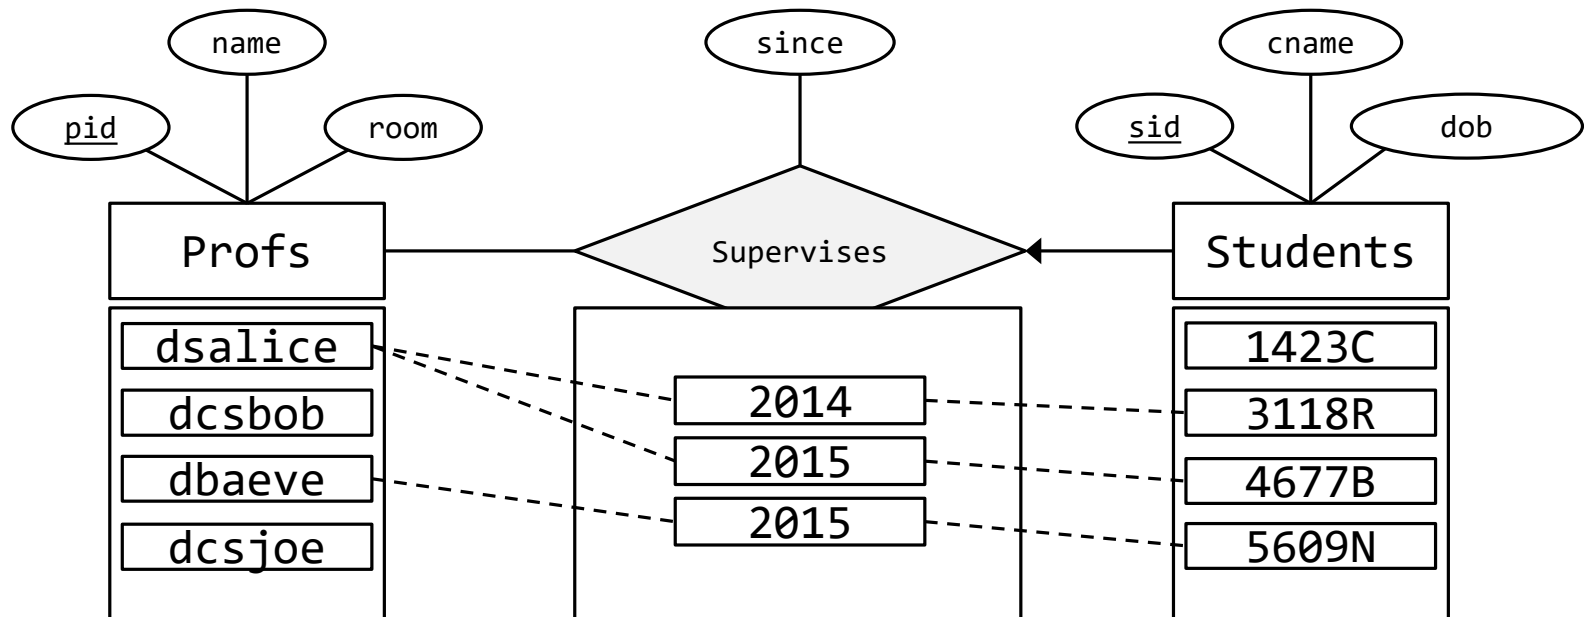 name
since
cname
pid
room
sid
dob
Profs
Supervises
Students
dsalice
1423C
dcsbob
2014
3118R
dbaeve
2015
4677B
dcsjoe
2015
5609N